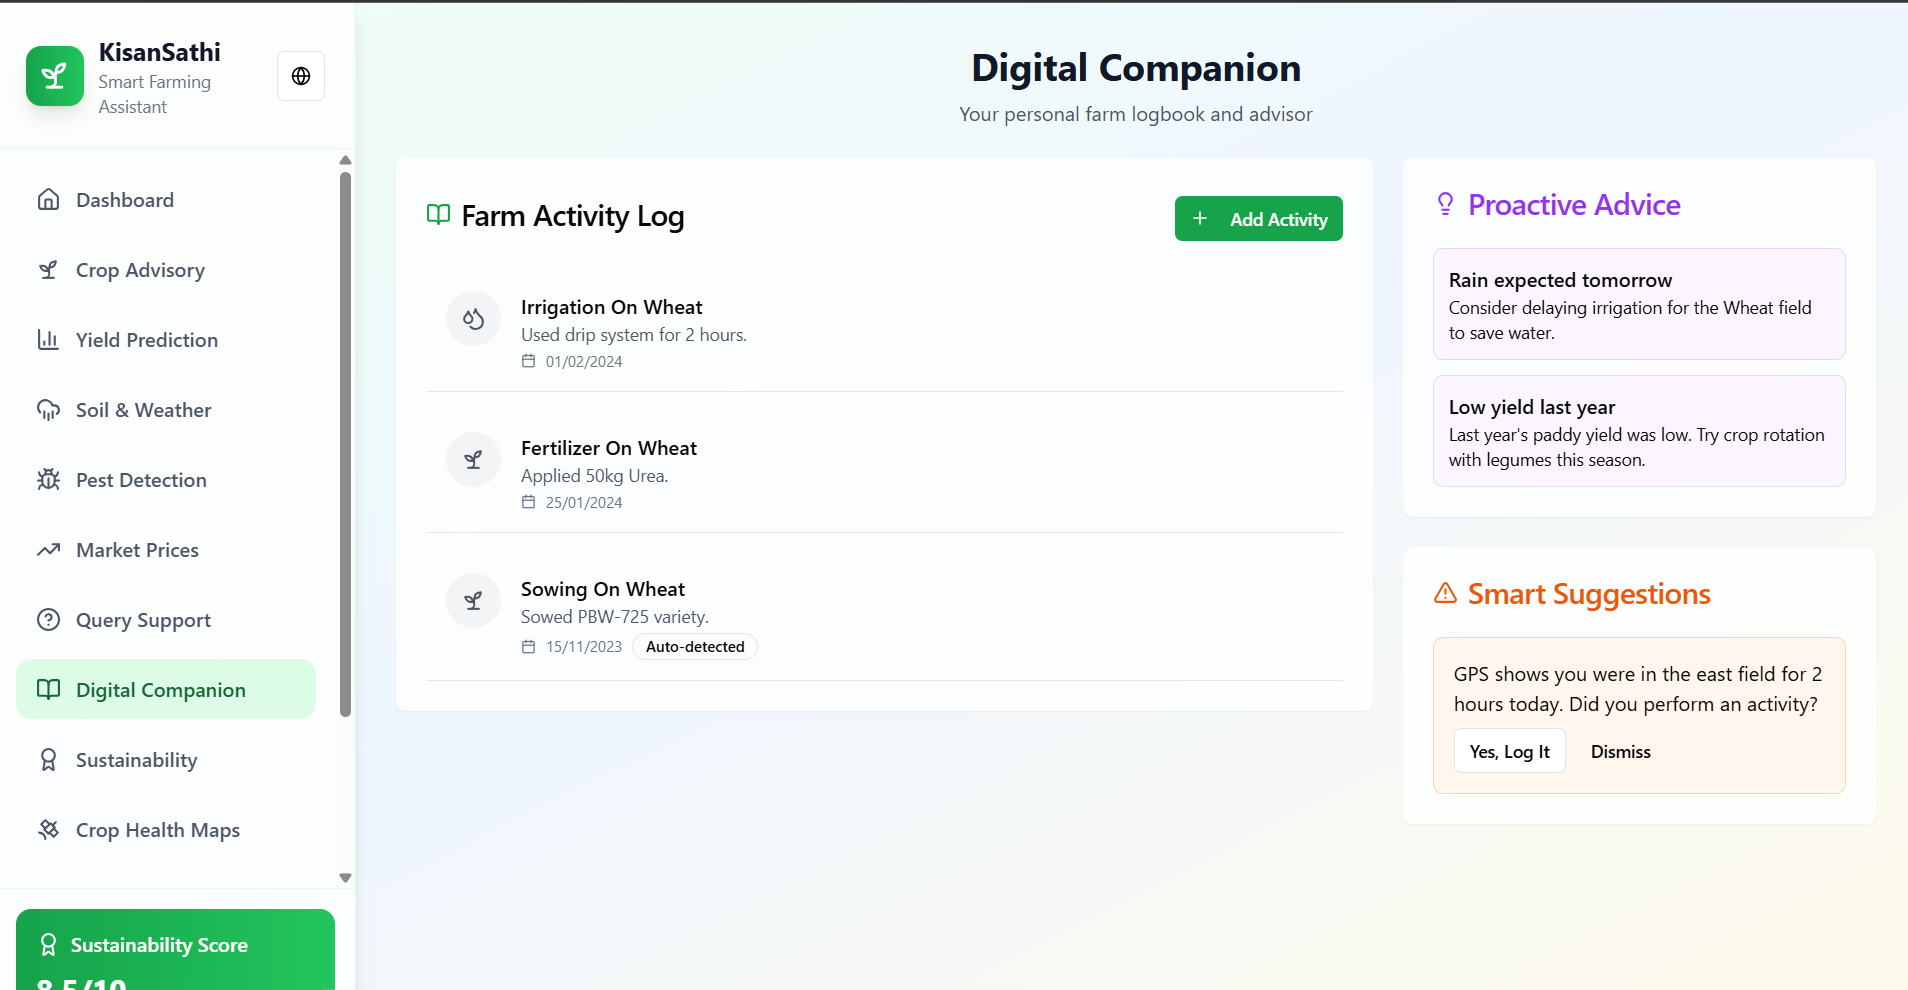 KisanSathi
Smart Farming
Assistant
Dashboard
Crop Advisory
Yield Prediction
Soil & Weather
Pest Detection
Market Prices
Query Support
Digital Companion
Sustainability
Crop Health Maps
Sustainability Score
8.5/10
Digital Companion
Your personal farm logbook and advisor
Farm Activity Log
Add Activity
Irrigation On Wheat
Used drip system for 2 hours.
01/02/2024
Fertilizer On Wheat
Applied 50kg Urea.
25/01/2024
Sowing On Wheat
Sowed PBW-725 variety.
15/11/2023 Auto-detected
Proactive Advice
Rain expected tomorrow
Consider delaying irrigation for the Wheat field
to save water.
Low yield last year
Last year's paddy yield was low. Try crop rotation
with legumes this season.
Smart Suggestions
GPS shows you were in the east field for 2
hours today. Did you perform an activity?
Yes, Log It Dismiss